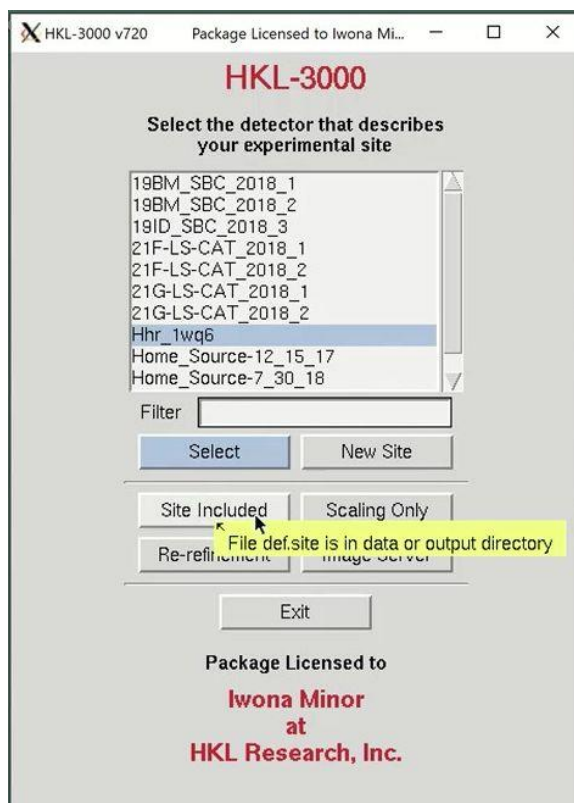 HKL-3000 v720 Package Licensed to Iwona Mi...
HKL-3000
Select the detector that describes
your experimental site
19BM_SBC_2018_1
19BM_SBC_2018_2
19ID_SBC_2018_3
21F-LS-CAT_2018_1
21F-LS-CAT_2018_2
21G-LS-CAT_2018_1
21G-LS-CAT_2018_2
Hhr_1wq6
Home_Source-12_15_17
Home_Source-7_30_18
Filter
Select New Site
Site Included Scaling Only
File def.site is in data or output directory
Exit
Package Licensed to
Iwona Minor
at
HKL Research, Inc.